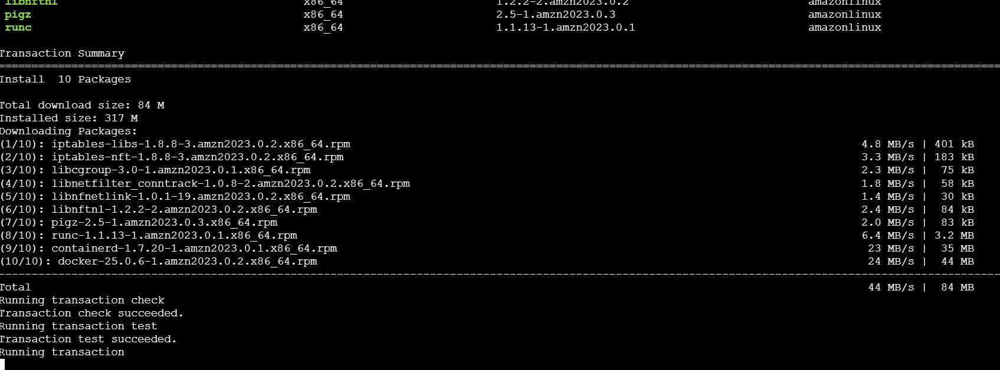 libnftnl x86_64 1.2.2-2.amzn2023.0.2 amazonlinux
pigz x86_64 2.5-1.amzn2023.0.3 amazonlinux
runc x86_64 1.1.13-1.amzn2023.0.1 amazonlinux
Transaction Summary
Install 10 Packages
Total download size: 84 M
Installed size: 317 M
Downloading Packages:
(1/10): iptables-libs-1.8.8-3.amzn2023.0.2.x86_64.rpm 4.8 MB/s | 401 kB
(2/10): iptables-nft-1.8.8-3.amzn2023.0.2.x86_64.rpm 3.3 MB/s | 183 kB
(3/10): libcgroup-3.0-1.amzn2023.0.1.x86_64.rpm 2.3 MB/s | 75 kB
(4/10): libnetfilter_conntrack-1.0.8-2.amzn2023.0.2.x86_64.rpm 1.8 MB/s | 58 kB
(5/10): libnfnetlink-1.0.1-19.amzn2023.0.2.x86_64.rpm 1.4 MB/s | 30 kB
(6/10): libnftnl-1.2.2-2.amzn2023.0.2.x86_64.rpm 2.4 MB/s | 84 kB
(7/10): pigz-2.5-1.amzn2023.0.3.x86_64.rpm 2.0 MB/s | 83 kB
(8/10): runc-1.1.13-1.amzn2023.0.1.x86_64.rpm 6.4 MB/s | 3.2 MB
(9/10): containerd-1.7.20-1.amzn2023.0.1.x86_64.rpm 23 MB/s | 35 MB
(10/10): docker-25.0.6-1.amzn2023.0.2.x86_64.rpm 24 MB/s | 44 MB
Total 44 MB/s | 84 MB
Running transaction check
Transaction check succeeded.
Running transaction test
Transaction test succeeded.
Running transaction